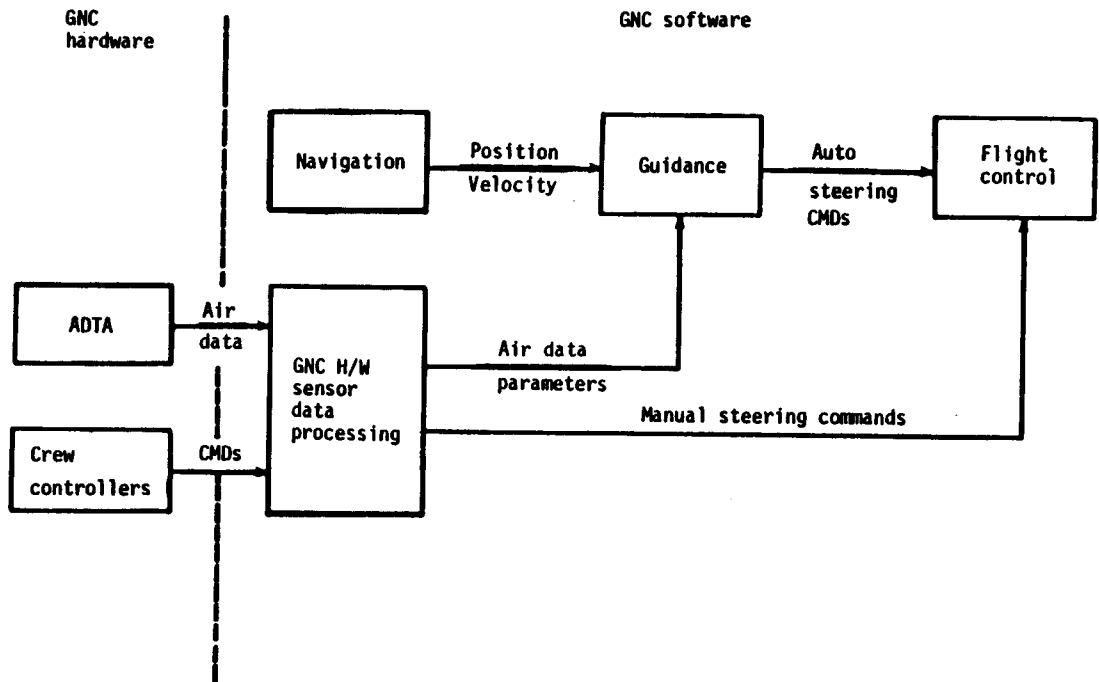 GNC
hardware
GNC software
Navigation
Position
Velocity
Guidance
Auto
steering
CMDs
Flight
control
ADTA
Air
data
GNC H/W
sensor
data
processing
Air data
parameters
Manual steering commands
Crew
controllers
CMDs